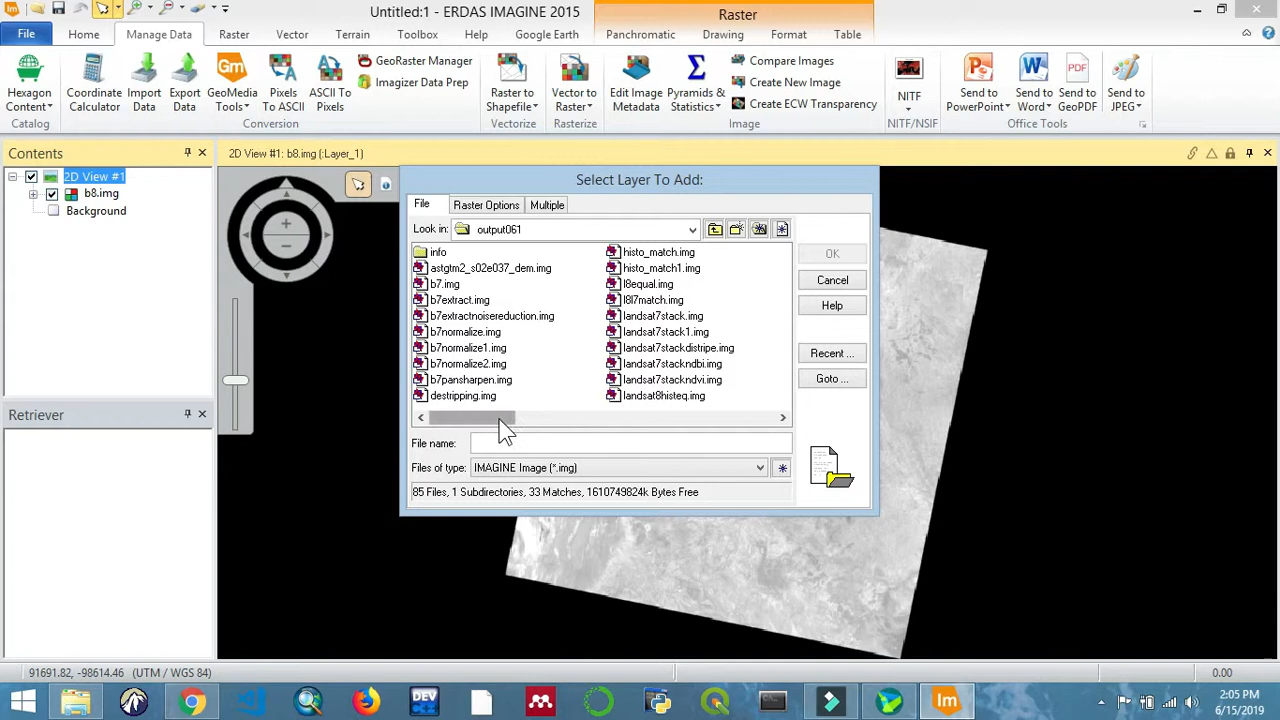 Untitled:1 - ERDAS IMAGINE 2015
Raster
File
Home
Manage Data
Raster
Vector
Terrain
Toolbox
Help
Google Earth
Panchromatic
Drawing
Format
Table
Hexagon Content
Coordinate Calculator
Import Data
Export Data
GeoMedia Tools
Pixels To ASCII
ASCII To Pixels
GeoRaster Manager
Imagizer Data Prep
Raster to Shapefile
Vector to Raster
Edit Image Metadata
Pyramids & Statistics
Compare Images
Create New Image
Create ECW Transparency
NITF
Send to PowerPoint
Send to Word
Send to GeoPDF
Send to JPEG
Catalog
Conversion
Vectorize
Rasterize
Image
NITF/NSIF
Office Tools
Contents
2D View #1: b8.img (:Layer_1)
2D View #1
b8.img
Background
Retriever
Select Layer To Add:
File
Raster Options
Multiple
Look in:
output061
info
astgtm2_s02e037_dem.img
b7.img
b7extract.img
b7extractnoisereduction.img
b7normalize.img
b7normalize1.img
b7normalize2.img
b7pansharpen.img
destripping.img
histo_match.img
histo_match1.img
l8equal.img
l8l7match.img
landsat7stack.img
landsat7stack1.img
landsat7stackdistripe.img
landsat7stackndbi.img
landsat7stackndvi.img
landsat8histeq.img
OK
Cancel
Help
Recent ...
Goto ...
File name:
Files of type:
IMAGINE Image (*.img)
85 Files, 1 Subdirectories, 33 Matches, 1610749824k Bytes Free
91691.82, -98614.46 (UTM / WGS 84)
0.00
DEV
Im
2:05 PM
6/15/2019